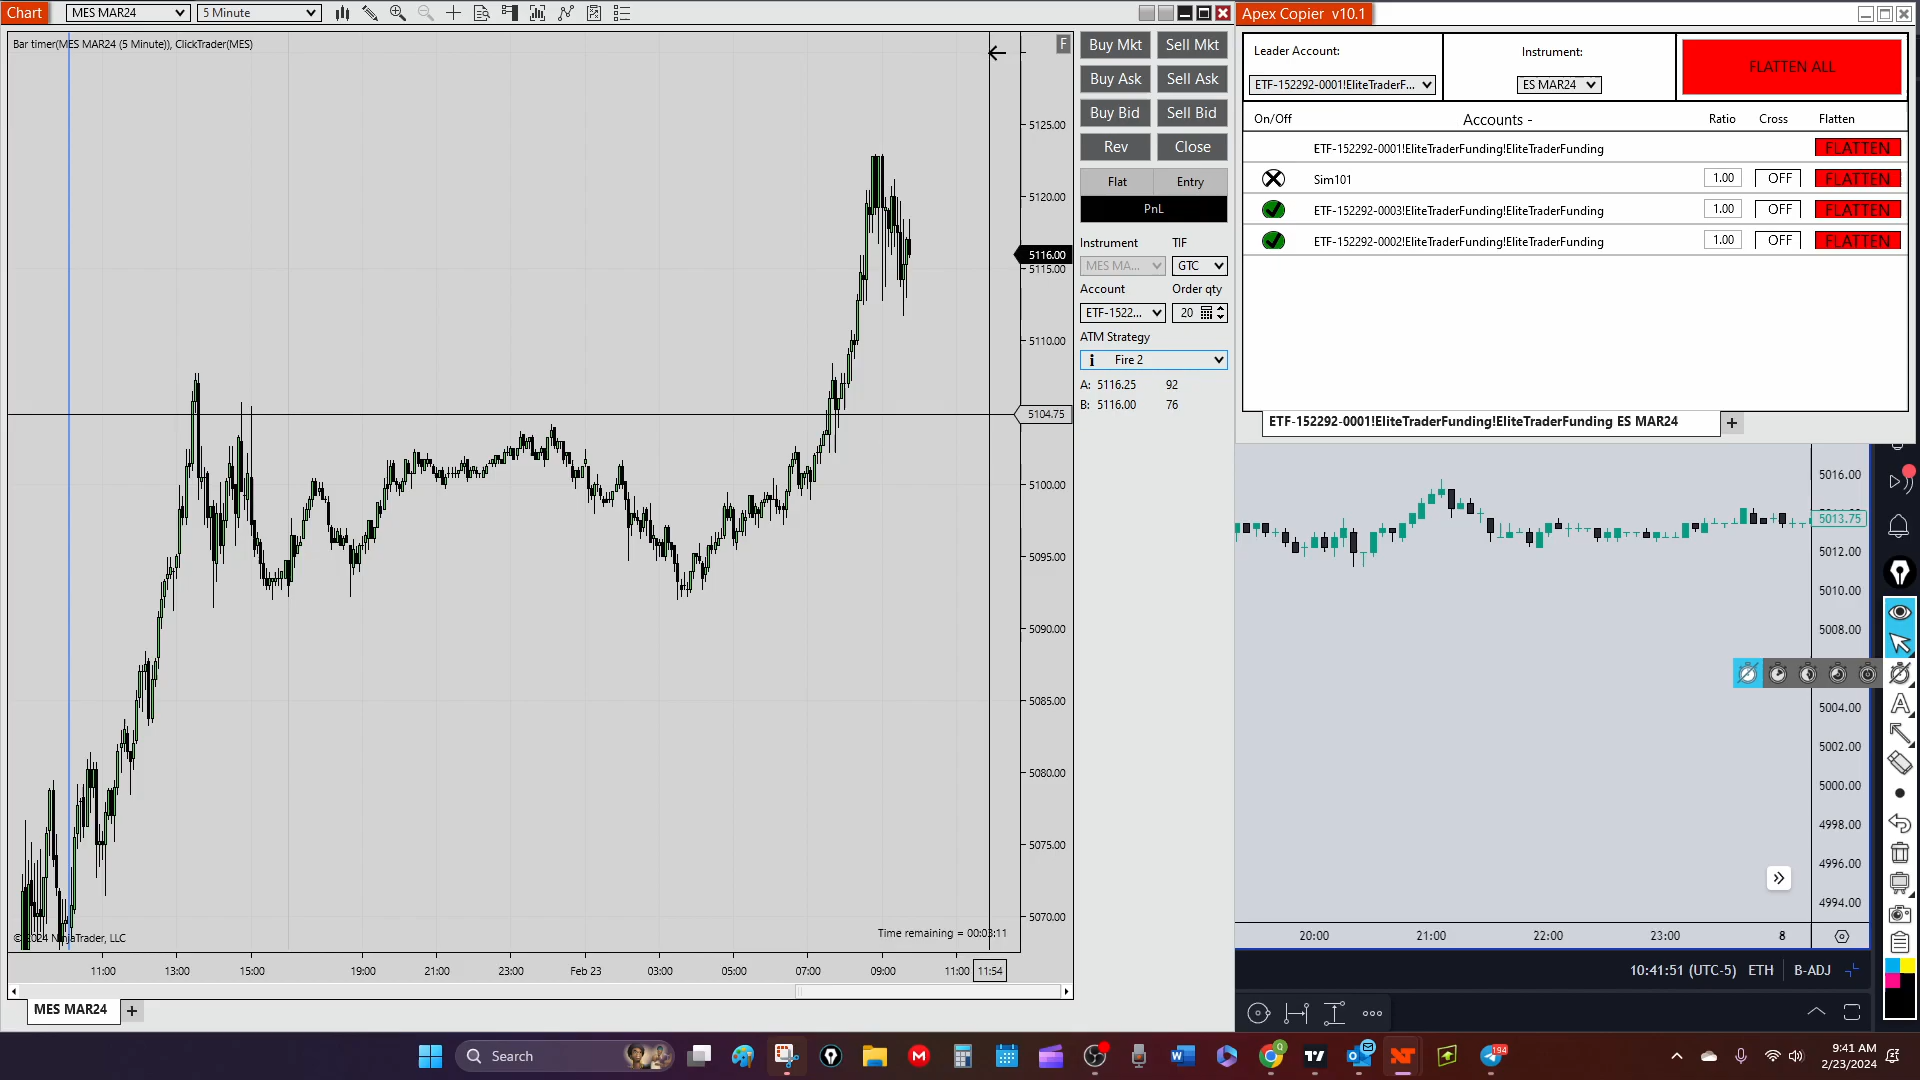 Chart
MES MAR24
5 Minute
Bar timer(MES MAR24 (5 Minute)), ClickTrader(MES)
F
5125.00
5120.00
5116.00
5115.00
5110.00
5104.75
5100.00
5095.00
5090.00
5085.00
5080.00
5075.00
5070.00
NinjaTrader, LLC
Time remaining = 00:03:11
11:00
13:00
15:00
19:00
21:00
23:00
Feb 23
03:00
05:00
07:00
09:00
11:00
11:54
MES MAR24
+
Buy Mkt
Sell Mkt
Buy Ask
Sell Ask
Buy Bid
Sell Bid
Rev
Close
Flat
Entry
PnL
Instrument
TIF
MES MA...
GTC
Account
Order qty
ETF-1522...
20
ATM Strategy
Fire 2
A: 5116.25 92
B: 5116.00 76
Apex Copier v10.1
Leader Account:
Instrument:
FLATTEN ALL
ETF-152292-0001!EliteTraderF...
ES MAR24
On/Off
Accounts -
Ratio
Cross
Flatten
ETF-152292-0001!EliteTraderFunding!EliteTraderFunding
FLATTEN
Sim101
1.00
OFF
FLATTEN
ETF-152292-0003!EliteTraderFunding!EliteTraderFunding
1.00
OFF
FLATTEN
ETF-152292-0002!EliteTraderFunding!EliteTraderFunding
1.00
OFF
FLATTEN
ETF-152292-0001!EliteTraderFunding!EliteTraderFunding ES MAR24
+
5016.00
5013.75
5012.00
5010.00
5008.00
5004.00
5002.00
5000.00
4998.00
4996.00
4994.00
20:00
21:00
22:00
23:00
8
10:41:51 (UTC-5)
ETH
B-ADJ
Search
194
9:41 AM
2/23/2024